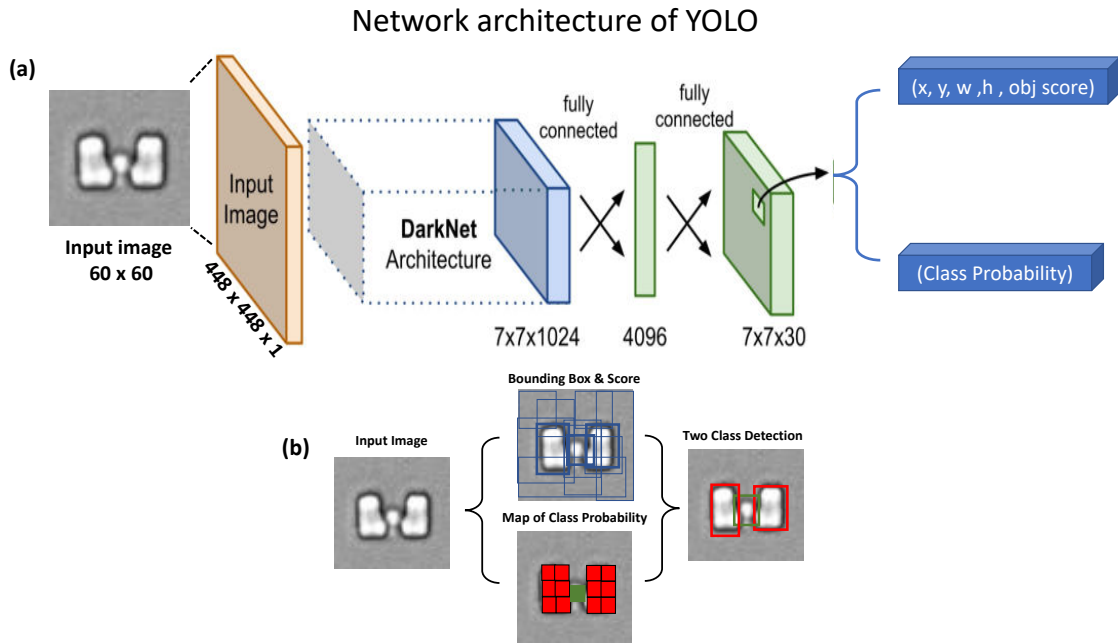 Network architecture of YOLO
(a)
Input image
60 x 60
Input
Image
448 x 448 x 1
DarkNet
Architecture
7x7x1024
fully
connected
4096
fully
connected
7x7x30
(x, y, w ,h , obj score)
(Class Probability)
(b)
Input Image
Bounding Box & Score
Map of Class Probability
Two Class Detection